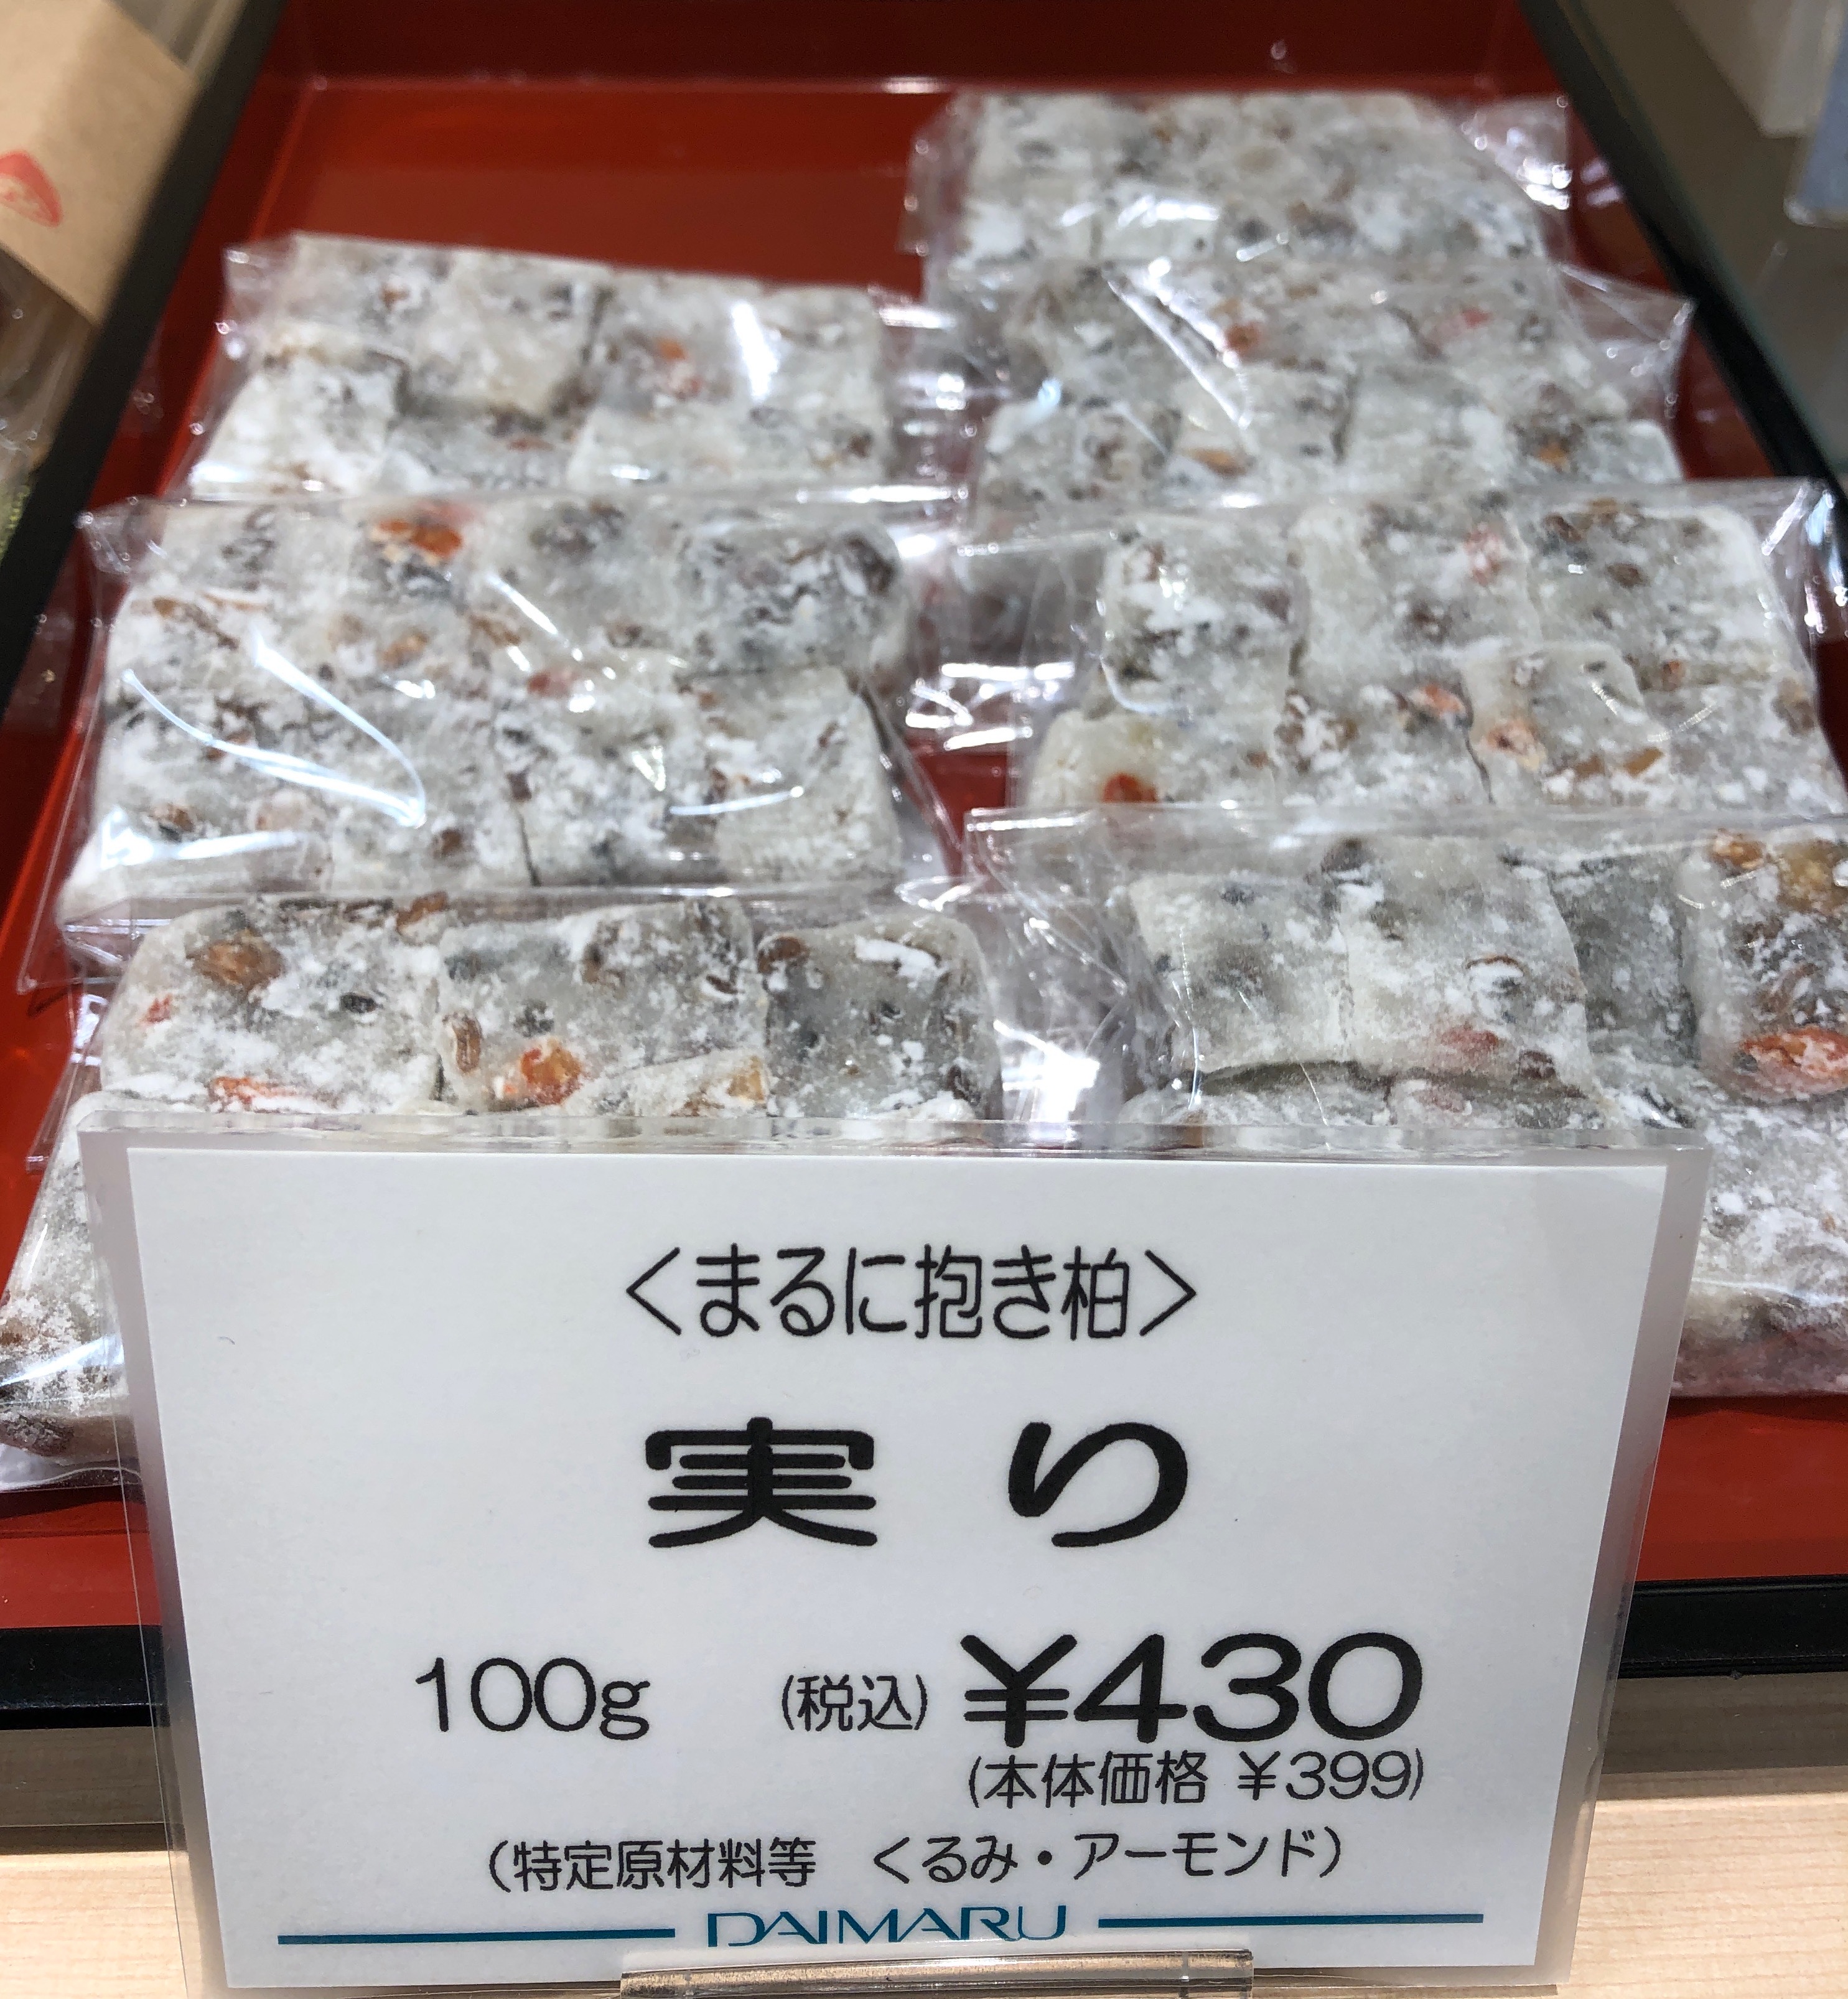 〈まるに抱き柏〉
実り
100g (税込) ¥430
(本体価格 ¥399)
(特定原材料等 くるみ・アーモンド)
DAIMARU